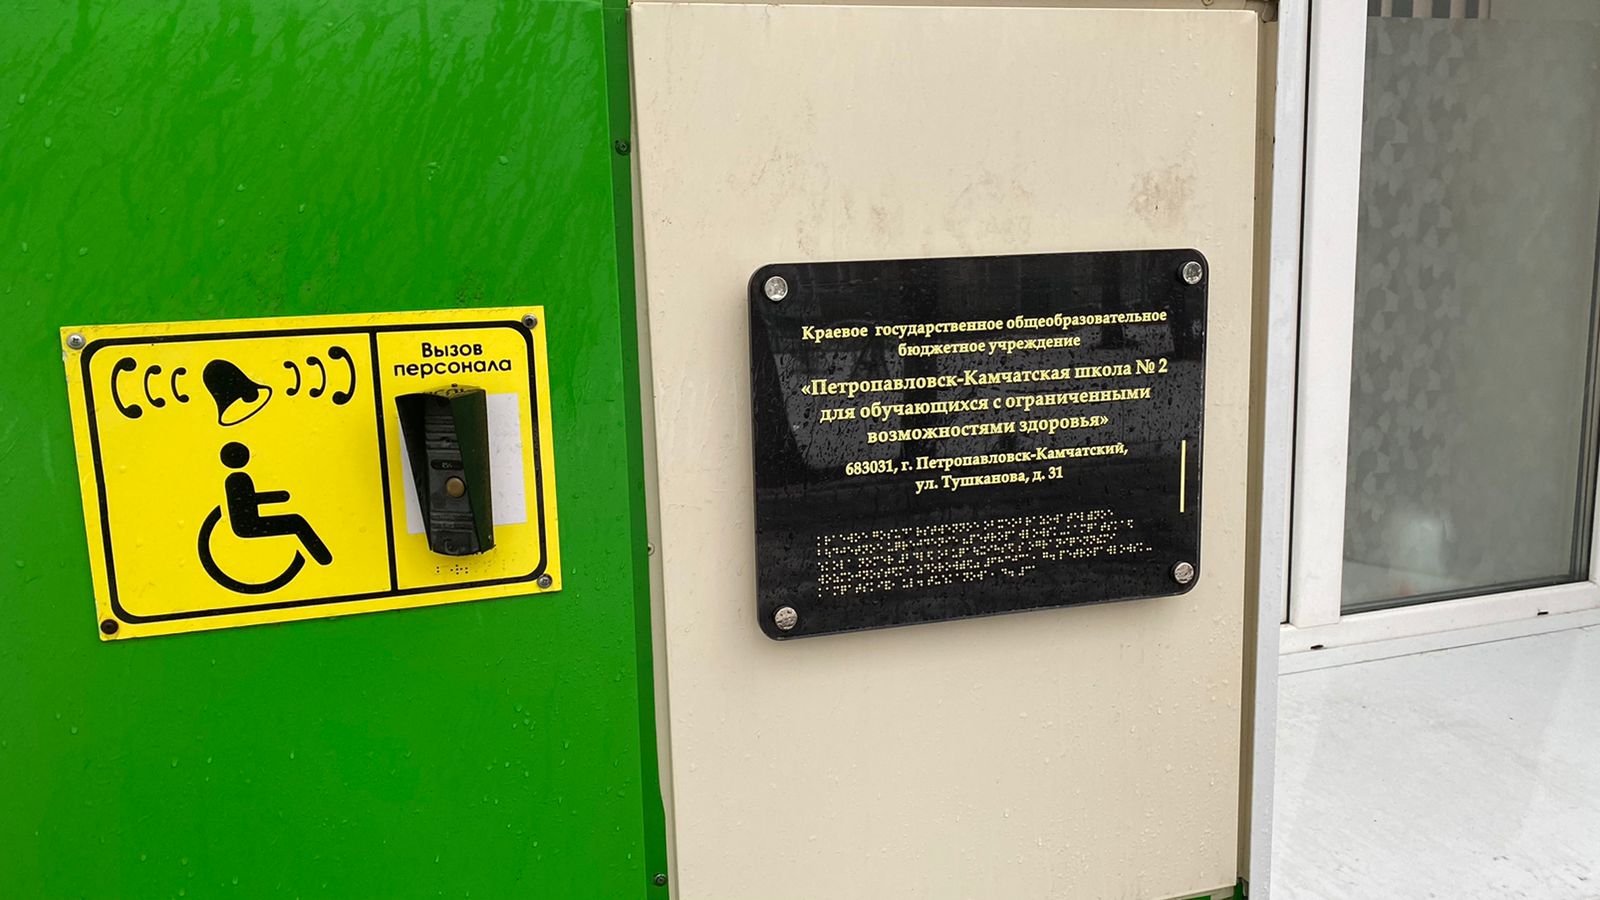 Вызов
персонала
Краевое государственное общеобразовательное
бюджетное учреждение
«Петропавловск-Камчатская школа № 2
для обучающихся с ограниченными
возможностями здоровья»
683031, г. Петропавловск-Камчатский,
ул. Тушканова, д. 31